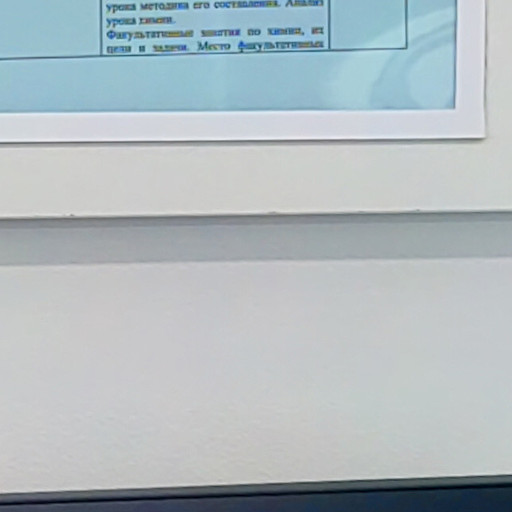 урока методика его составления. Анализ
урока химии.
Факультативные занятия по химии, их
цели и задачи. Место факультативных